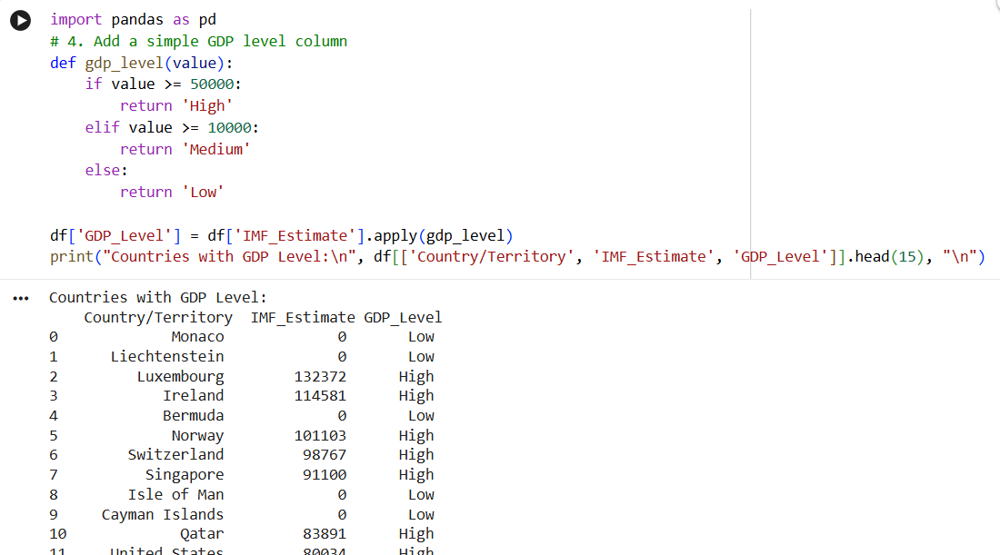 import pandas as pd
# 4. Add a simple GDP level column
def gdp_level(value):
    if value >= 50000:
        return 'High'
    elif value >= 10000:
        return 'Medium'
    else:
        return 'Low'

df['GDP_Level'] = df['IMF_Estimate'].apply(gdp_level)
print("Countries with GDP Level:\n", df[['Country/Territory', 'IMF_Estimate', 'GDP_Level']].head(15), "\n")
Countries with GDP Level:
    Country/Territory  IMF_Estimate GDP_Level
0              Monaco             0       Low
1       Liechtenstein             0       Low
2          Luxembourg        132372      High
3             Ireland        114581      High
4             Bermuda             0       Low
5              Norway        101103      High
6         Switzerland         98767      High
7           Singapore         91100      High
8         Isle of Man             0       Low
9      Cayman Islands             0       Low
10              Qatar         83891      High
11      United States         80034      High